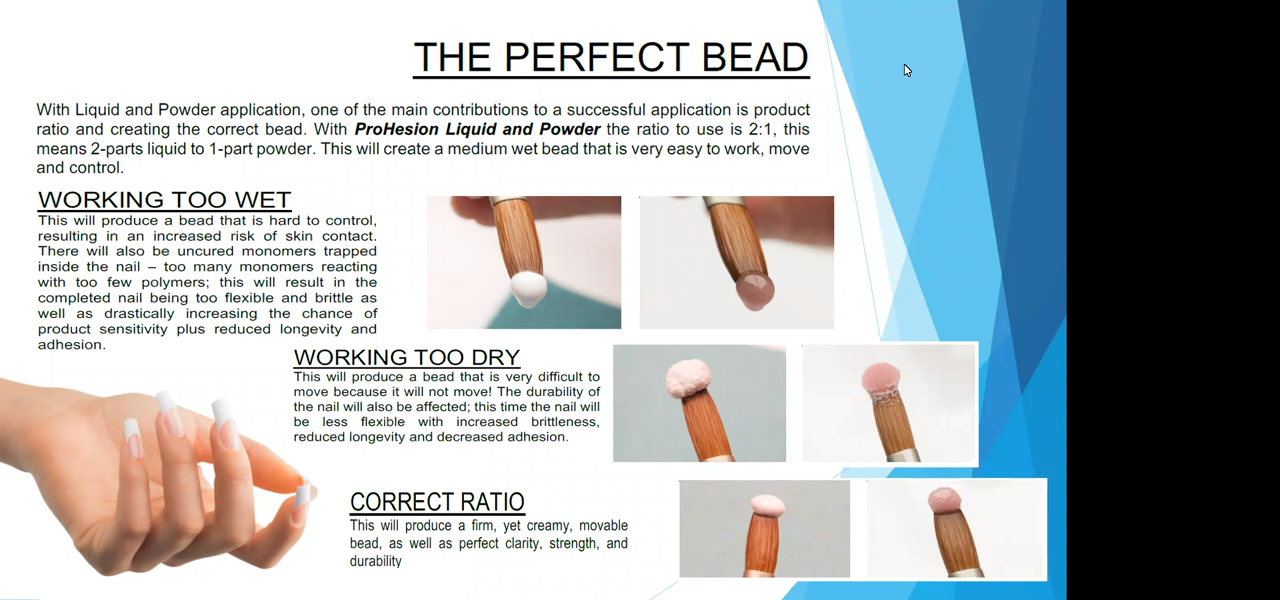 THE PERFECT BEAD
With Liquid and Powder application, one of the main contributions to a successful application is product
ratio and creating the correct bead. With ProHesion Liquid and Powder the ratio to use is 2:1, this
means 2-parts liquid to 1-part powder. This will create a medium wet bead that is very easy to work, move
and control.
WORKING TOO WET
This will produce a bead that is hard to control,
resulting in an increased risk of skin contact.
There will also be uncured monomers trapped
inside the nail – too many monomers reacting
with too few polymers; this will result in the
completed nail being too flexible and brittle as
well as drastically increasing the chance of
product sensitivity plus reduced longevity and
adhesion.
WORKING TOO DRY
This will produce a bead that is very difficult to
move because it will not move! The durability of
the nail will also be affected; this time the nail will
be less flexible with increased brittleness,
reduced longevity and decreased adhesion.
CORRECT RATIO
This will produce a firm, yet creamy, movable
bead, as well as perfect clarity, strength, and
durability